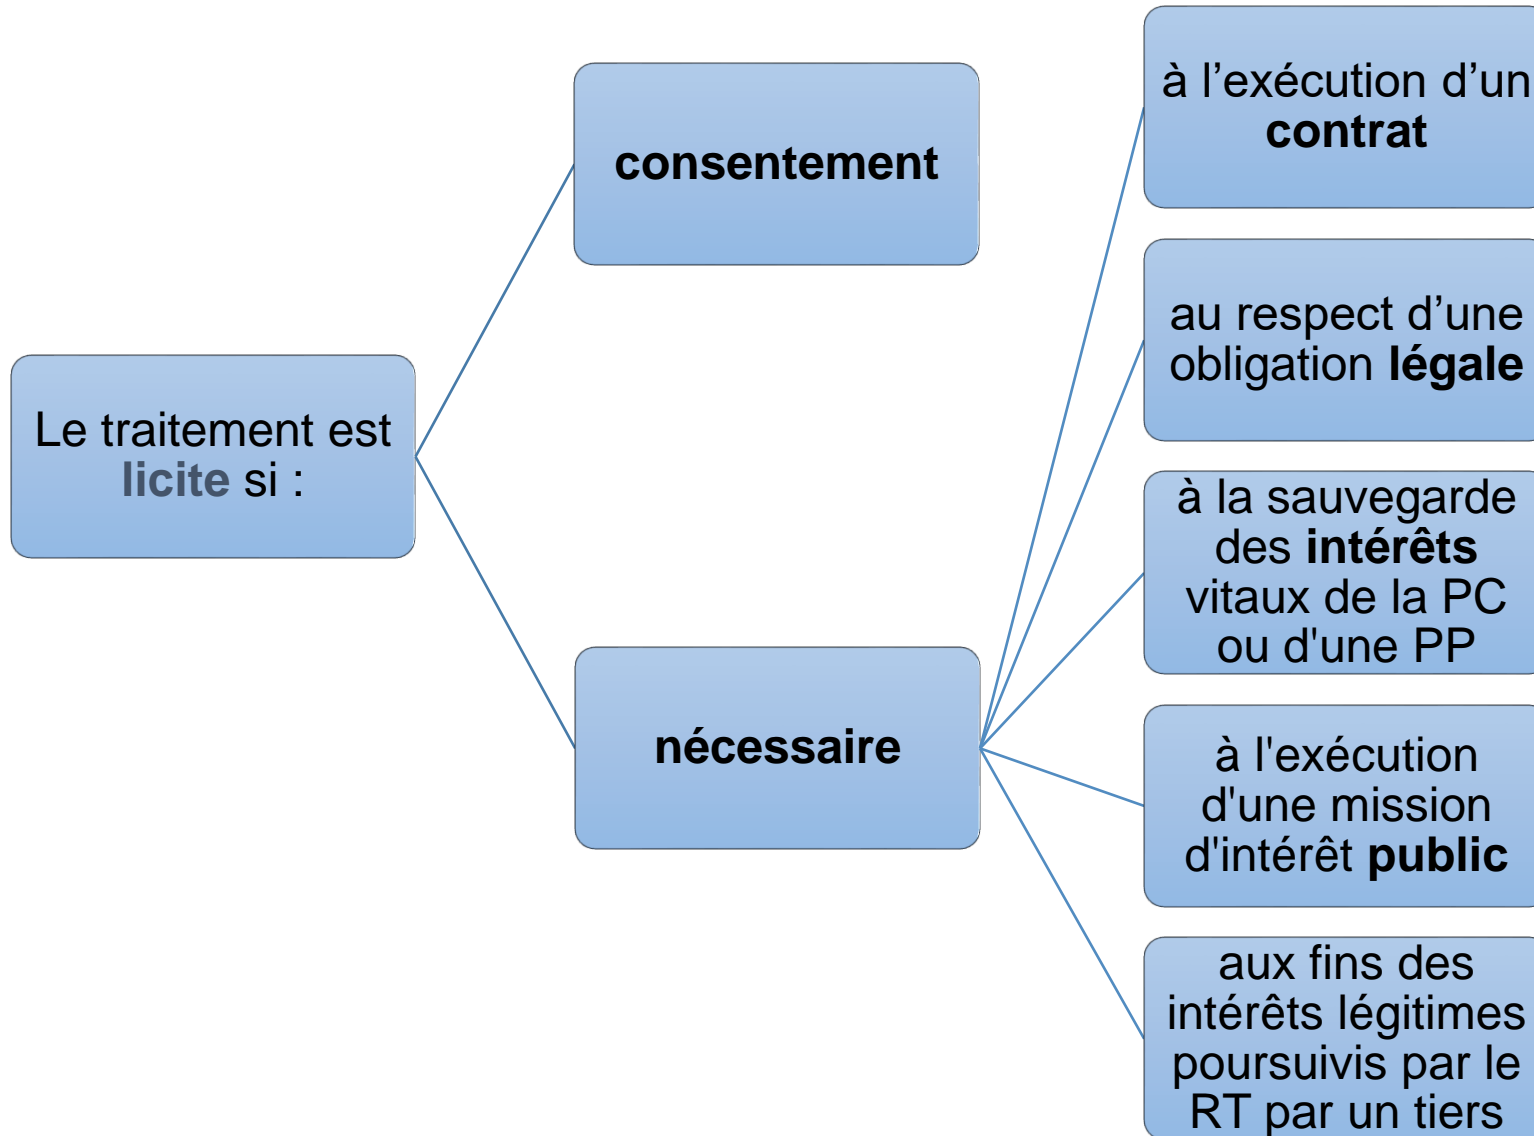 Le traitement est
licite si :
consentement
nécessaire
à l’exécution d’un
contrat
au respect d’une
obligation légale
à la sauvegarde
des intérêts
vitaux de la PC
ou d'une PP
à l'exécution
d'une mission
d'intérêt public
aux fins des
intérêts légitimes
poursuivis par le
RT par un tiers